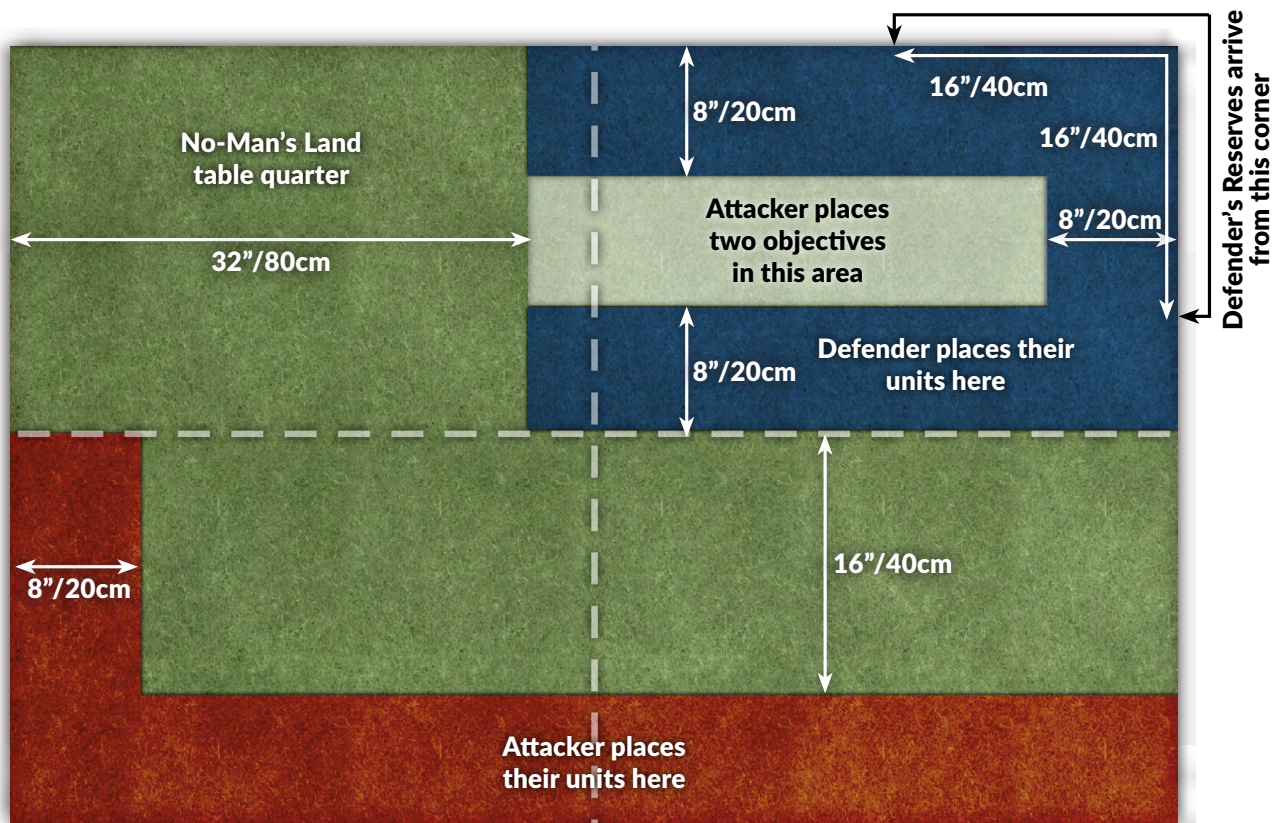 No-Man’s Land
table quarter
32”/80cm
8”/20cm
16”/40cm
16”/40cm
8”/20cm
Attacker places
two objectives
in this area
8”/20cm
Defender places their
units here
Defender’s Reserves arrive
from this corner
8”/20cm
16”/40cm
Attacker places
their units here